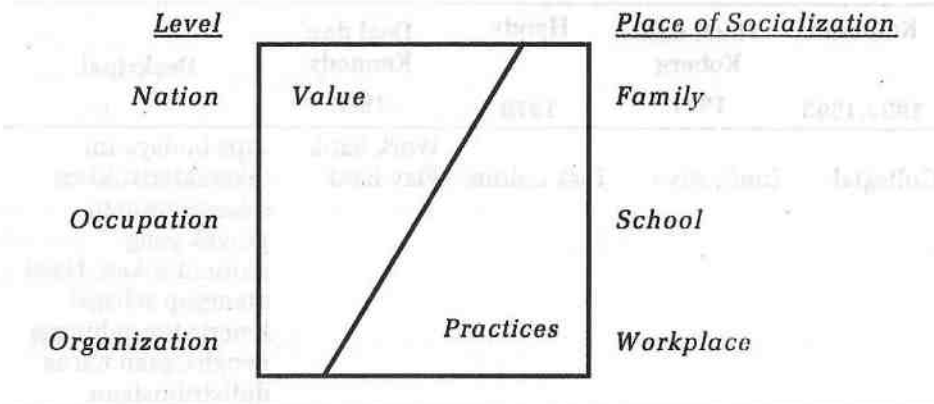 Level Place of Socialization
Nation Value Family
Occupation School
Practices
Organization Workplace